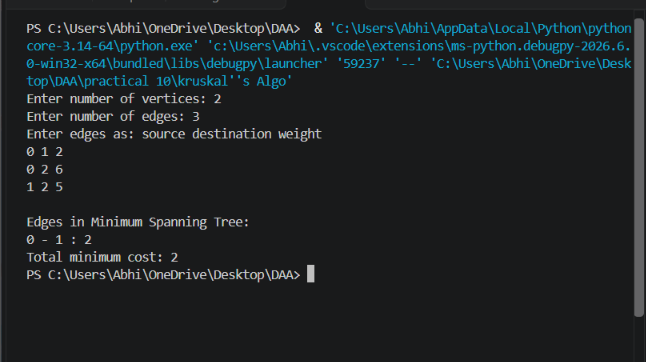 PS C:\Users\Abhi\OneDrive\Desktop\DAA>  & 'C:\Users\Abhi\AppData\Local\Python\python
core-3.14-64\python.exe' 'c:\Users\Abhi\.vscode\extensions\ms-python.debugpy-2026.6.
0-win32-x64\bundled\libs\debugpy\launcher' '59237' '--' 'C:\Users\Abhi\OneDrive\Desk
top\DAA\practical 10\kruskal''s Algo'
Enter number of vertices: 2
Enter number of edges: 3
Enter edges as: source destination weight
0 1 2
0 2 6
1 2 5

Edges in Minimum Spanning Tree:
0 - 1 : 2
Total minimum cost: 2
PS C:\Users\Abhi\OneDrive\Desktop\DAA>